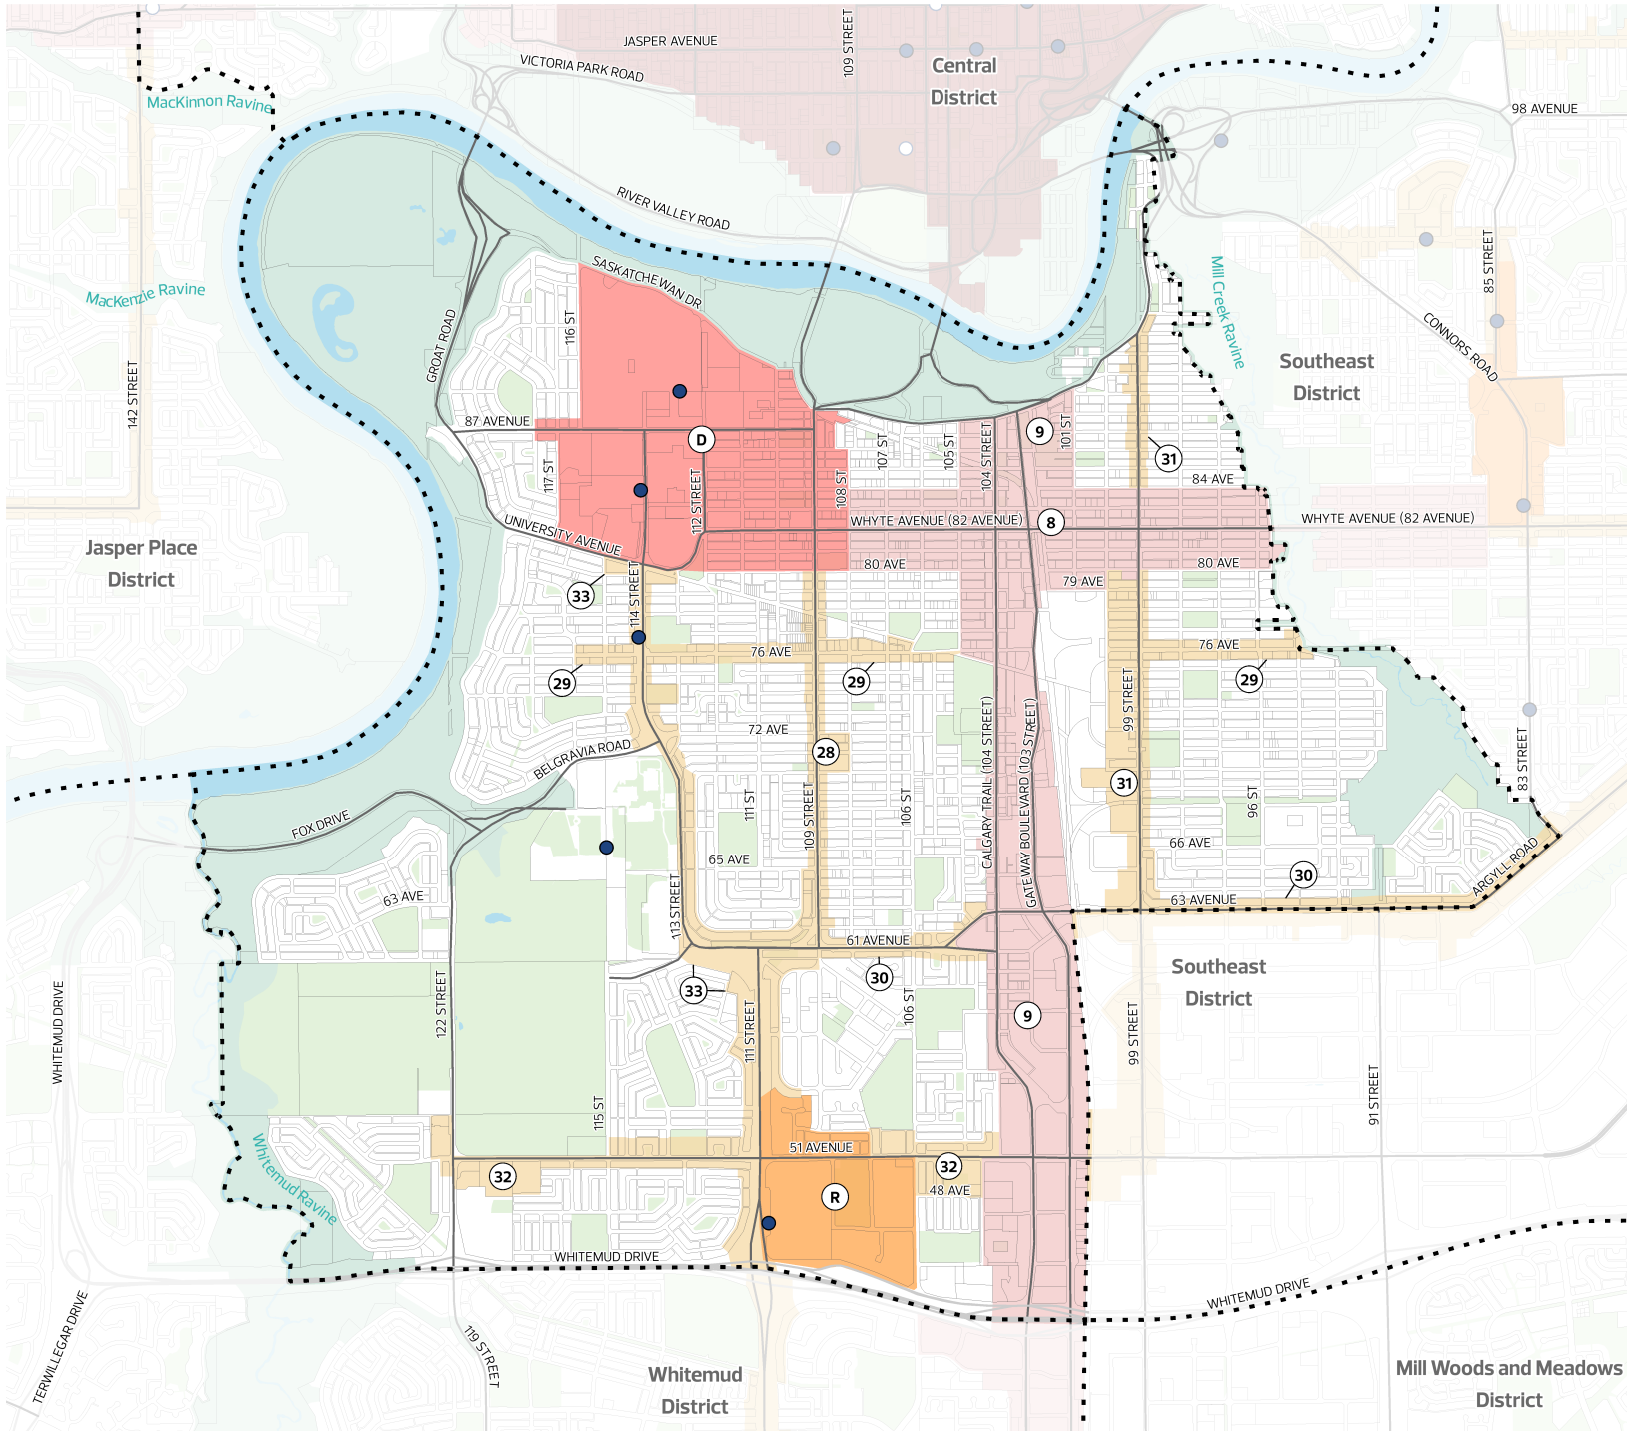 JASPER AVENUE
109 STREET
VICTORIA PARK ROAD
Central
District
MacKinnon Ravine
98 AVENUE
RIVER VALLEY ROAD
MacKenzie Ravine
SASKATCHEWAN DR
Mill Creek Ravine
85 STREET
116 ST
GROAT ROAD
CONNORS ROAD
Southeast
District
142 STREET
87 AVENUE
D
9
101 ST
107 ST
105 ST
104 STREET
31
117 ST
112 STREET
108 ST
84 AVE
UNIVERSITY AVENUE
WHYTE AVENUE (82 AVENUE)
8
WHYTE AVENUE (82 AVENUE)
Jasper Place
District
80 AVE
80 AVE
79 AVE
33
114 STREET
76 AVE
76 AVE
29
29
29
99 STREET
72 AVE
28
BELGRAVIA ROAD
CALGARY TRAIL (104 STREET)
GATEWAY BOULEVARD (103 STREET)
83 STREET
31
111 ST
109 STREET
106 ST
96 ST
FOX DRIVE
66 AVE
65 AVE
ARGYLL ROAD
30
63 AVE
63 AVENUE
113 STREET
61 AVENUE
Southeast
District
33
30
122 STREET
106 ST
111 STREET
9
WHITEMUD DRIVE
99 STREET
91 STREET
115 ST
51 AVENUE
Whitemud Ravine
32
32
R
48 AVE
WHITEMUD DRIVE
WHITEMUD DRIVE
TERWILLEGAR DRIVE
119 STREET
Whitemud
District
Mill Woods and Meadows
District